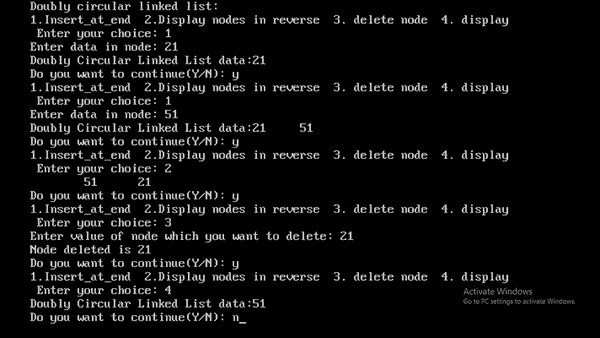 Doubly circular linked list:
1.Insert_at_end  2.Display nodes in reverse  3. delete node  4. display
Enter your choice: 1
Enter data in node: 21
Doubly Circular Linked List data:21
Do you want to continue(Y/N): y
1.Insert_at_end  2.Display nodes in reverse  3. delete node  4. display
Enter your choice: 1
Enter data in node: 51
Doubly Circular Linked List data:21     51
Do you want to continue(Y/N): y
1.Insert_at_end  2.Display nodes in reverse  3. delete node  4. display
Enter your choice: 2
51      21
Do you want to continue(Y/N): y
1.Insert_at_end  2.Display nodes in reverse  3. delete node  4. display
Enter your choice: 3
Enter value of node which you want to delete: 21
Node deleted is 21
Do you want to continue(Y/N): y
1.Insert_at_end  2.Display nodes in reverse  3. delete node  4. display
Enter your choice: 4
Doubly Circular Linked List data:51
Do you want to continue(Y/N): n_
Activate Windows
Go to PC settings to activate Windows.